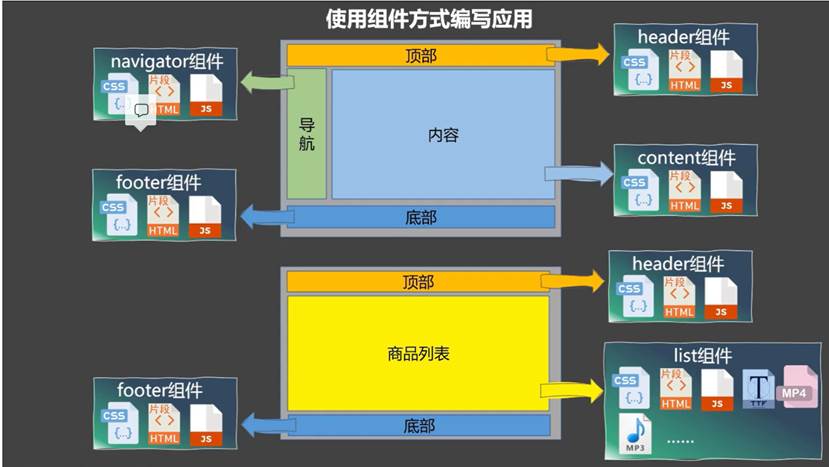 使用组件方式编写应用
navigator组件
CSS
{...}
片段
<>
HTML
JS
顶部
导航
内容
底部
header组件
CSS
{...}
片段
<>
HTML
JS
footer组件
CSS
{...}
片段
<>
HTML
JS
content组件
CSS
{...}
片段
<>
HTML
JS
顶部
商品列表
底部
header组件
CSS
{...}
片段
<>
HTML
JS
footer组件
CSS
{...}
片段
<>
HTML
JS
list组件
CSS
{...}
片段
<>
HTML
JS
T
TTF
MP4
MP3
......